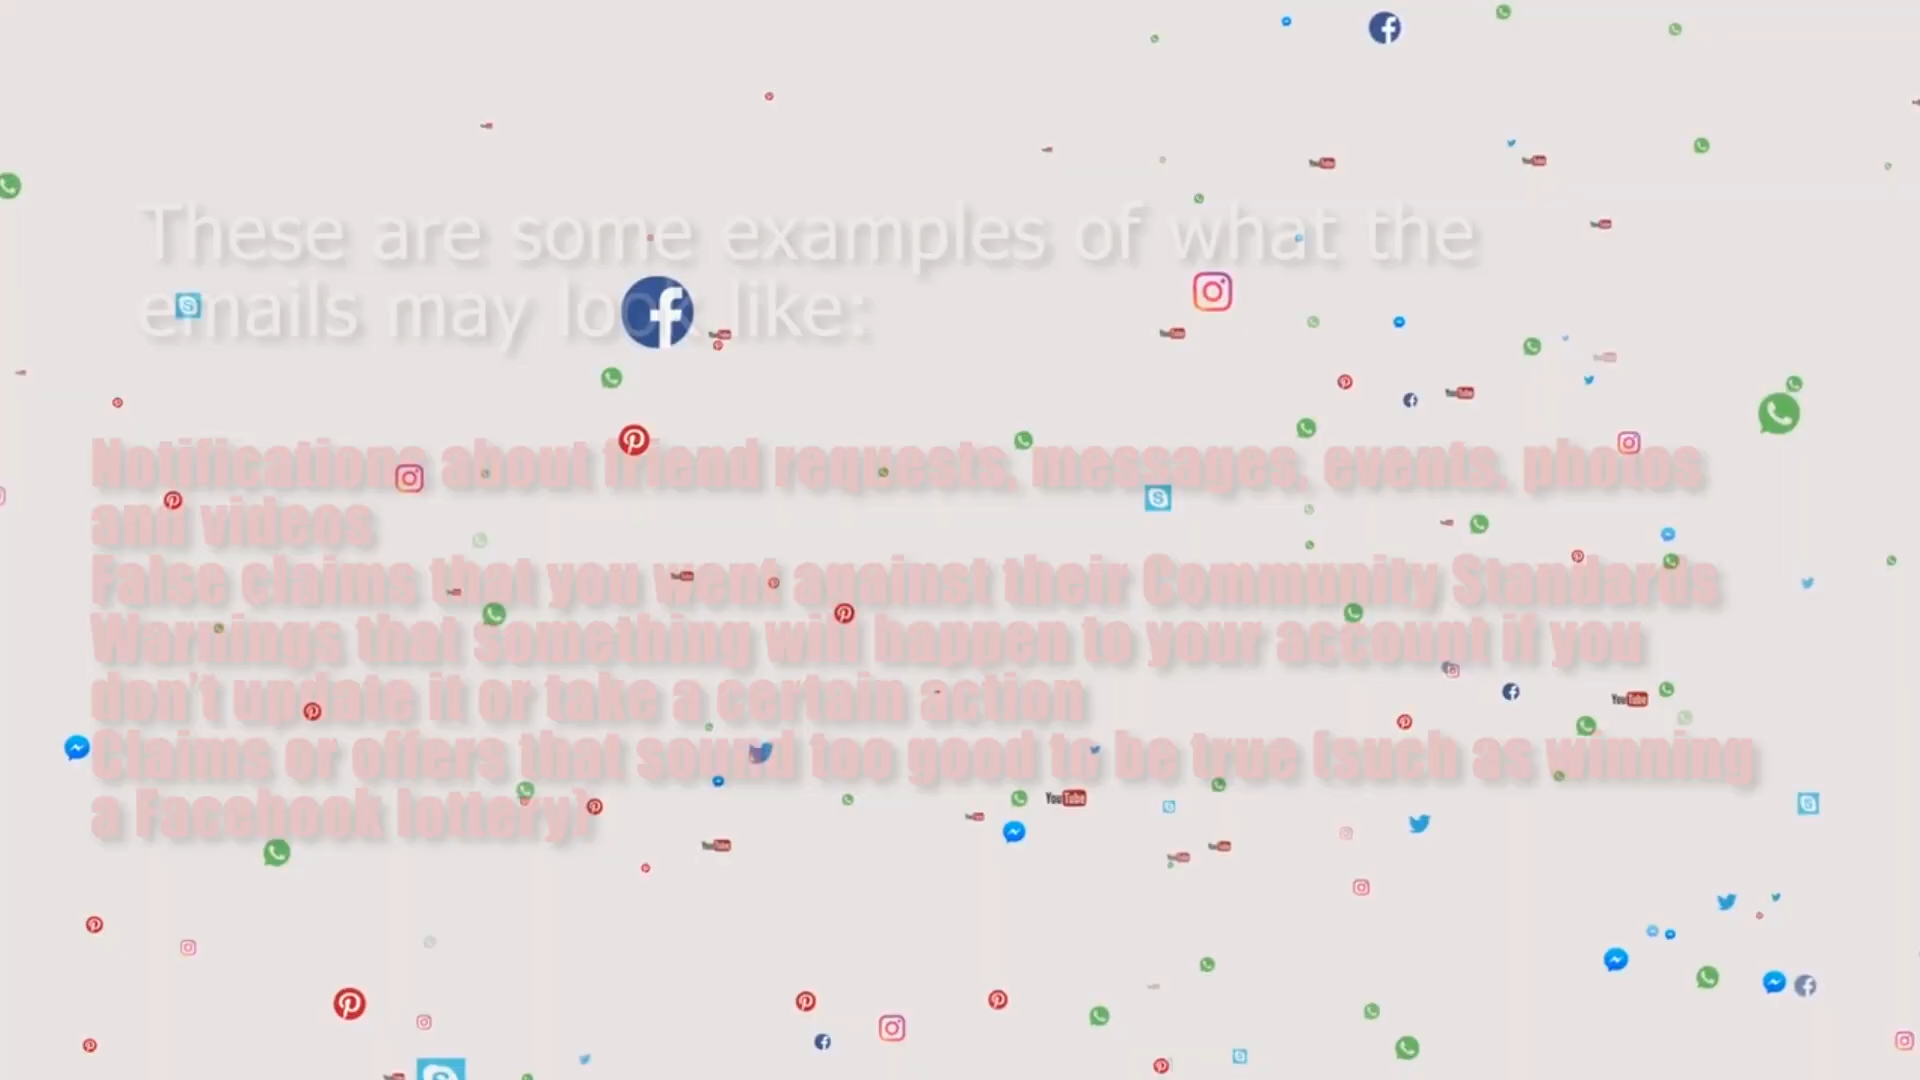 These are some examples of what the
emails may look like:
Notifications about friend requests, messages, events, photos
and videos
False claims that you went against their Community Standards
Warnings that something will happen to your account if you
don't update it or take a certain action
Claims or offers that sound too good to be true (such as winning
a Facebook lottery)
YouTube
YouTube